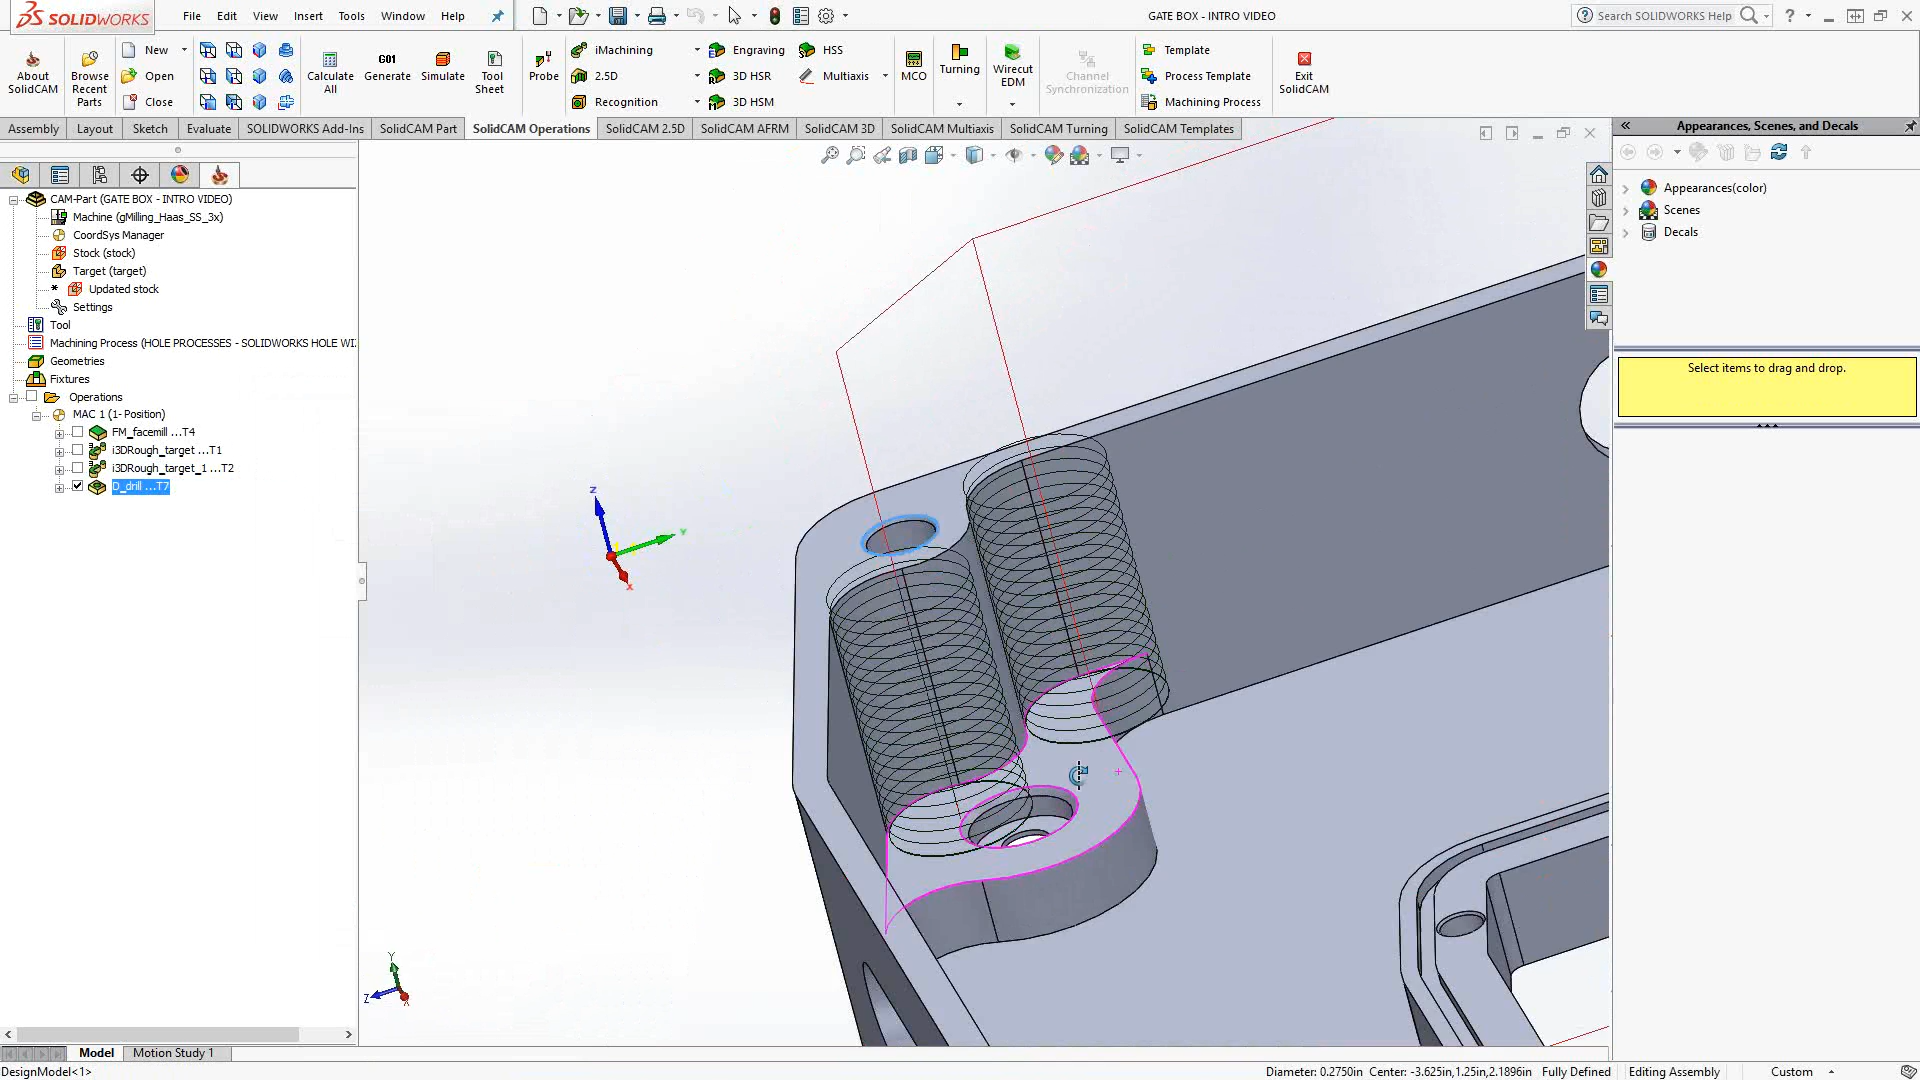 SOLIDWORKS
File Edit View Insert Tools Window Help
GATE BOX - INTRO VIDEO
Search SOLIDWORKS Help
About SolidCAM
Browse Recent Parts
New
Open
Close
Calculate All
G01
Generate
Simulate
Tool Sheet
Probe
iMachining
2.5D
Recognition
Engraving
3D HSR
3D HSM
HSS
Multiaxis
MCO
Turning
Wirecut EDM
Channel Synchronization
Template
Process Template
Machining Process
Exit SolidCAM
Assembly Layout Sketch Evaluate SOLIDWORKS Add-Ins SolidCAM Part SolidCAM Operations SolidCAM 2.5D SolidCAM AFRM SolidCAM 3D SolidCAM Multiaxis SolidCAM Turning SolidCAM Templates
Appearances, Scenes, and Decals
CAM-Part (GATE BOX - INTRO VIDEO)
Machine (gMilling_Haas_SS_3x)
CoordSys Manager
Stock (stock)
Target (target)
* Updated stock
Settings
Tool
Machining Process (HOLE PROCESSES - SOLIDWORKS HOLE WI
Geometries
Fixtures
Operations
MAC 1 (1- Position)
FM_facemill ...T4
i3DRough_target ...T1
i3DRough_target_1 ...T2
D_drill ...T7
Appearances(color)
Scenes
Decals
Select items to drag and drop.
Z
Y
X
Y
Z
X
Model Motion Study 1
DesignModel<1>
Diameter: 0.2750in Center: -3.625in,1.25in,2.1896in Fully Defined Editing Assembly Custom